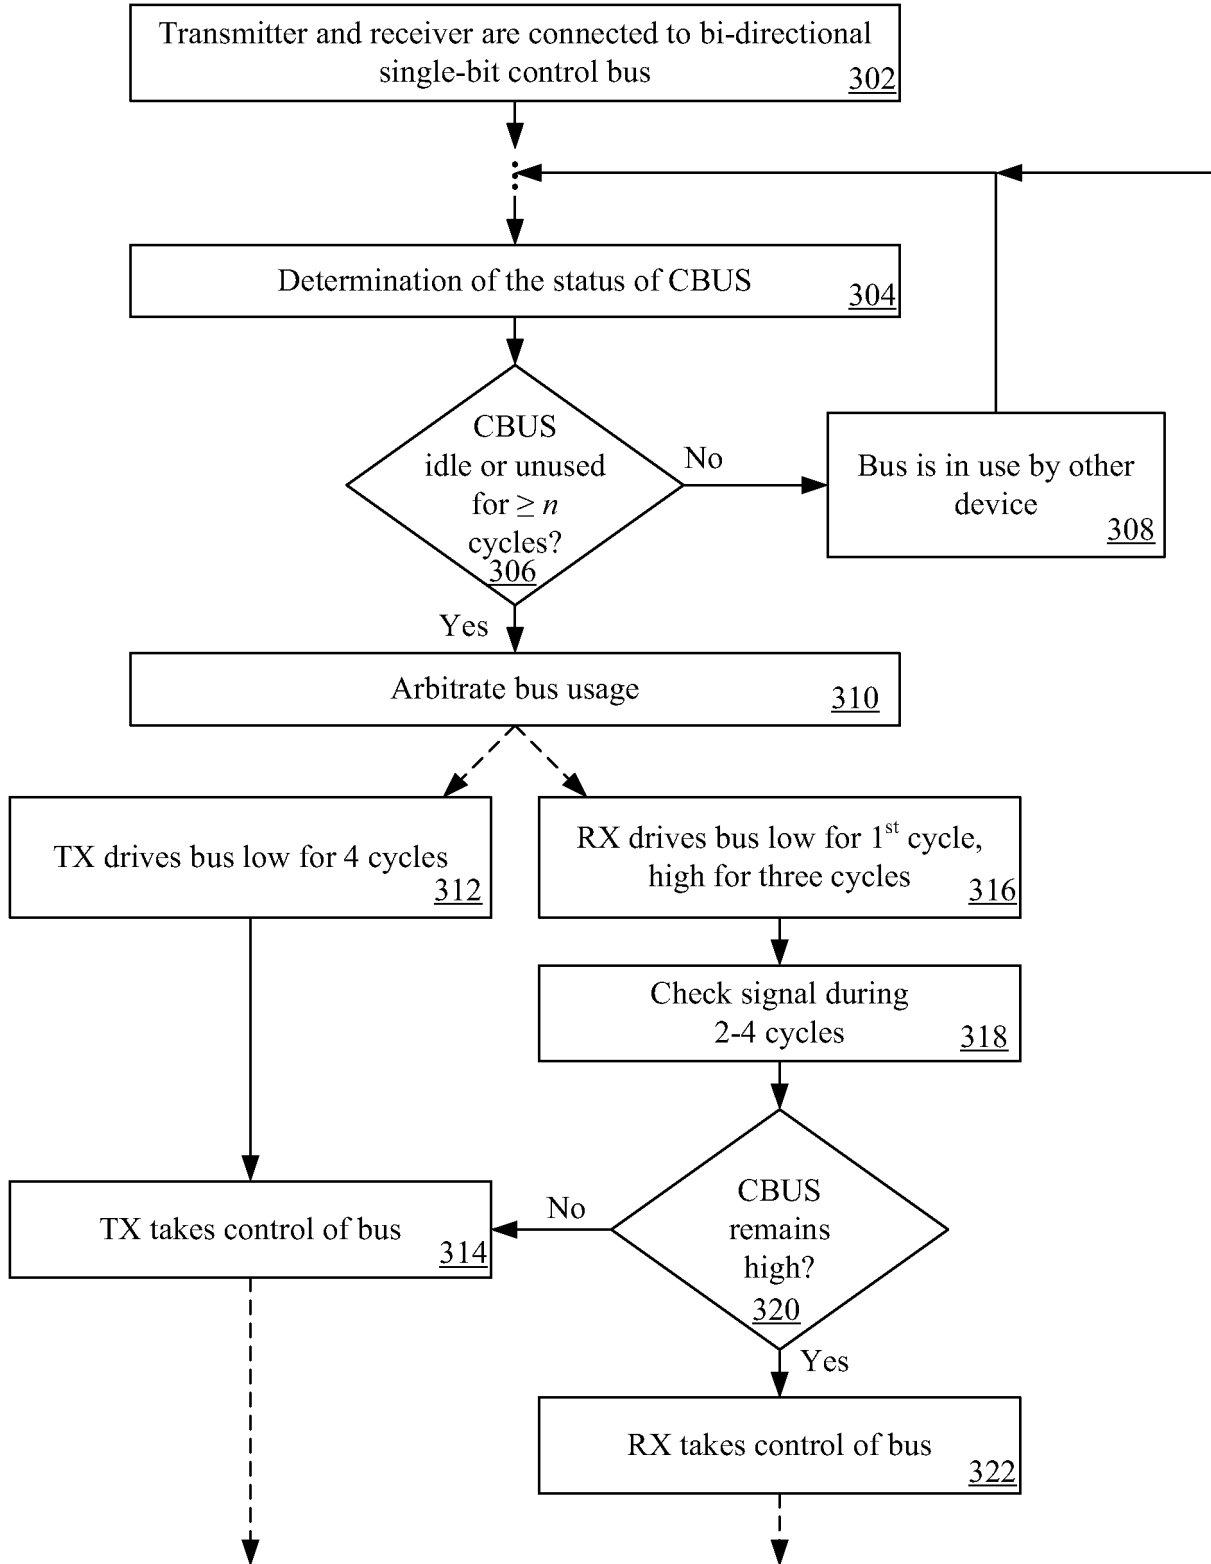 Transmitter and receiver are connected to bi-directional
single-bit control bus
302
Determination of the status of CBUS
304
CBUS
idle or unused
for ≥ n
cycles?
306
No
Bus is in use by other
device
308
Yes
Arbitrate bus usage
310
TX drives bus low for 4 cycles
312
RX drives bus low for 1st cycle,
high for three cycles
316
Check signal during
2-4 cycles
318
TX takes control of bus
314
No
CBUS
remains
high?
320
Yes
RX takes control of bus
322